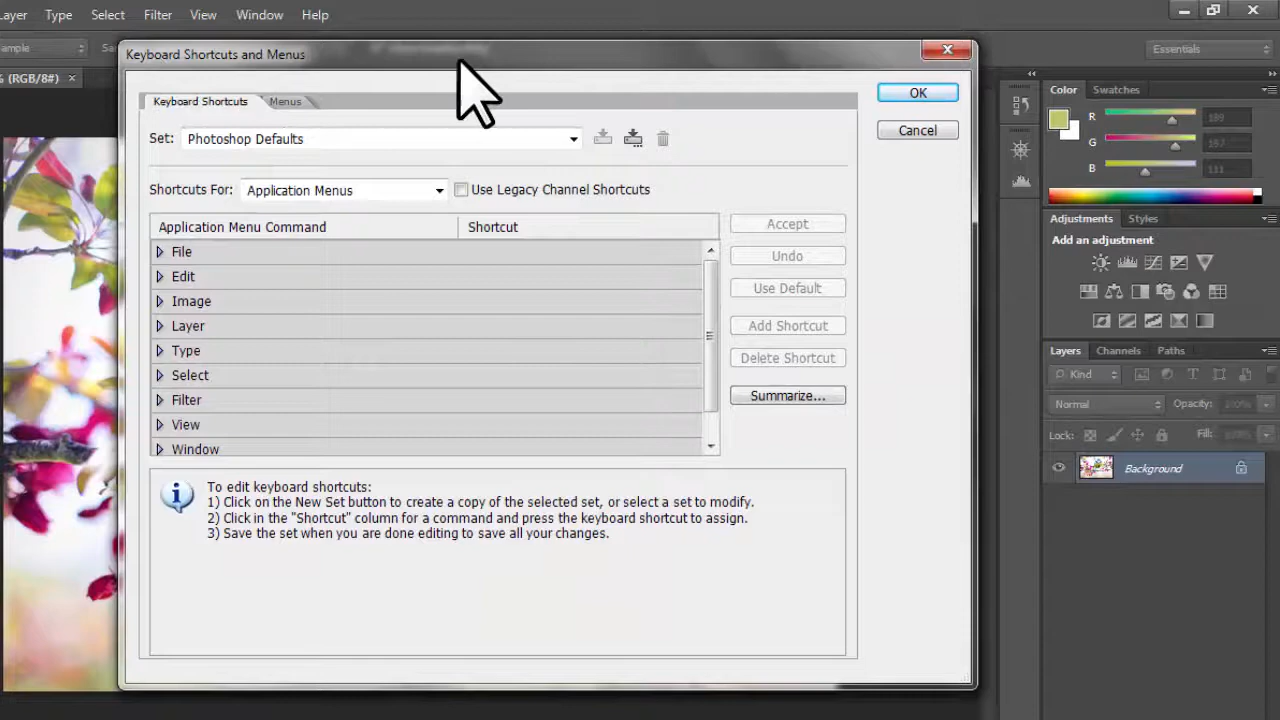 Layer Type Select Filter View Window Help
Essentials
(RGB/8#) ×
Keyboard Shortcuts and Menus
Keyboard Shortcuts Menus
OK
Cancel
Set: Photoshop Defaults
Shortcuts For: Application Menus Use Legacy Channel Shortcuts
Application Menu Command Shortcut
File
Edit
Image
Layer
Type
Select
Filter
View
Window
Accept
Undo
Use Default
Add Shortcut
Delete Shortcut
Summarize...
To edit keyboard shortcuts:
1) Click on the New Set button to create a copy of the selected set, or select a set to modify.
2) Click in the "Shortcut" column for a command and press the keyboard shortcut to assign.
3) Save the set when you are done editing to save all your changes.
Color Swatches
R 189
G
B 111
Adjustments Styles
Add an adjustment
Layers Channels Paths
Kind
Normal Opacity: 100%
Lock: Fill: 100%
Background